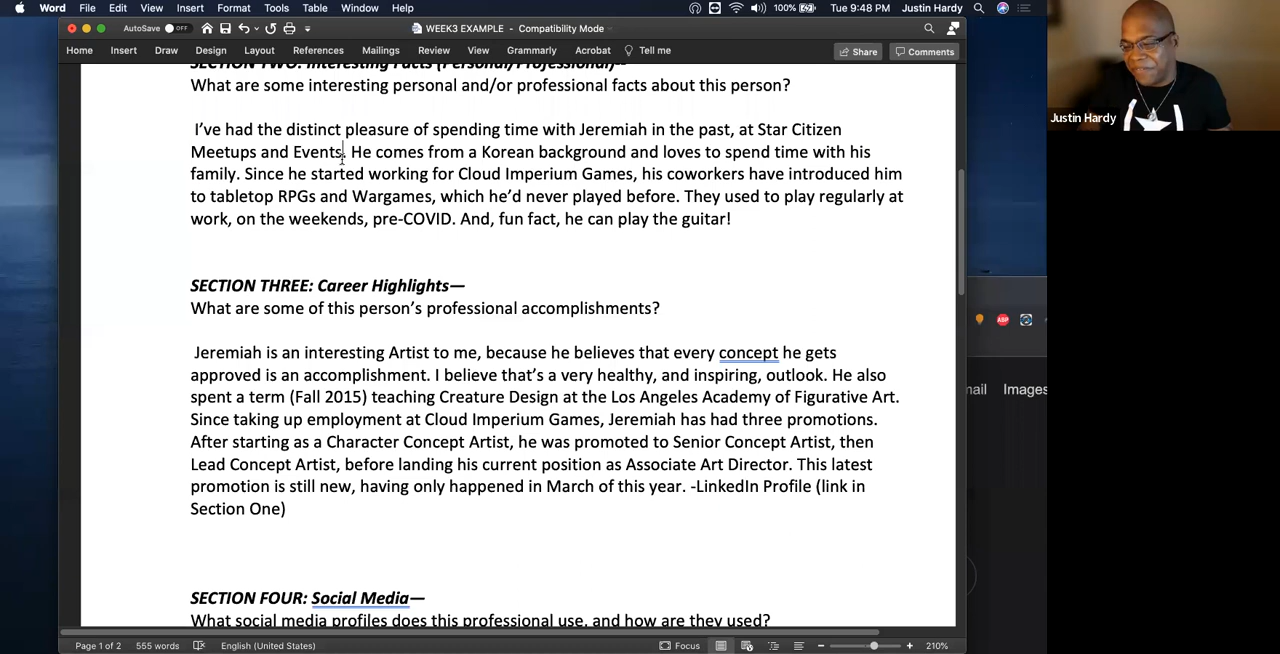 Word File Edit View Insert Format Tools Table Window Help 100% Tue 9:48 PM Justin Hardy
AutoSave OFF WEEK3 EXAMPLE - Compatibility Mode
Home Insert Draw Design Layout References Mailings Review View Grammarly Acrobat Tell me Share Comments
SECTION TWO: Interesting Facts (Personal/Professional)—
What are some interesting personal and/or professional facts about this person?
I've had the distinct pleasure of spending time with Jeremiah in the past, at Star Citizen
Meetups and Events. He comes from a Korean background and loves to spend time with his
family. Since he started working for Cloud Imperium Games, his coworkers have introduced him
to tabletop RPGs and Wargames, which he'd never played before. They used to play regularly at
work, on the weekends, pre-COVID. And, fun fact, he can play the guitar!
SECTION THREE: Career Highlights—
What are some of this person's professional accomplishments?
Jeremiah is an interesting Artist to me, because he believes that every concept he gets
approved is an accomplishment. I believe that's a very healthy, and inspiring, outlook. He also
spent a term (Fall 2015) teaching Creature Design at the Los Angeles Academy of Figurative Art.
Since taking up employment at Cloud Imperium Games, Jeremiah has had three promotions.
After starting as a Character Concept Artist, he was promoted to Senior Concept Artist, then
Lead Concept Artist, before landing his current position as Associate Art Director. This latest
promotion is still new, having only happened in March of this year. -LinkedIn Profile (link in
Section One)
SECTION FOUR: Social Media—
What social media profiles does this professional use, and how are they used?
Page 1 of 2 555 words English (United States) Focus 210%
Justin Hardy
ABP
mail Images